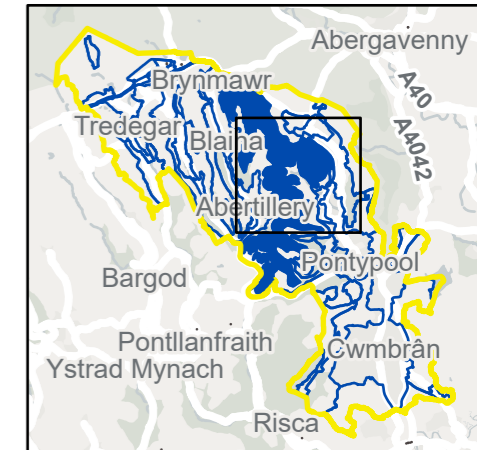 Abergavenny
Brynmawr
A40
Tredegar
Blaina
A4042
Abertillery
Pontypool
Bargod
Pontllanfraith
Cwmbrân
Ystrad Mynach
Risca